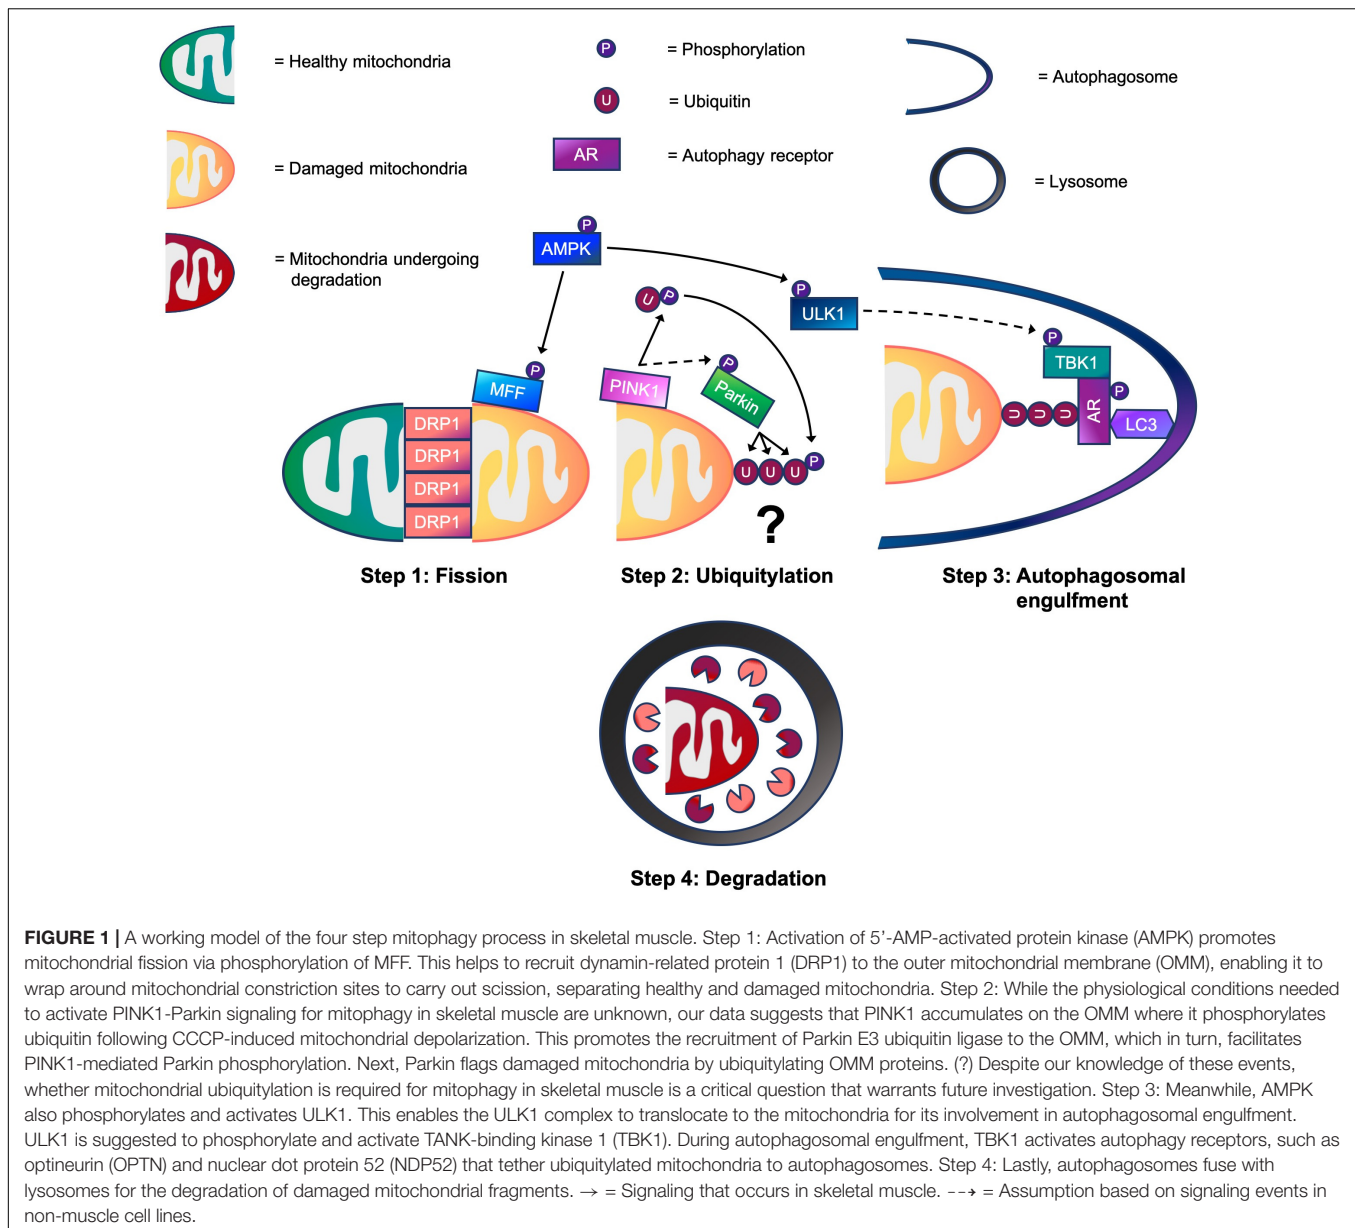 = Healthy mitochondria
P = Phosphorylation
= Autophagosome
U = Ubiquitin
AR = Autophagy receptor
= Damaged mitochondria
= Lysosome
= Mitochondria undergoing
degradation
P
AMPK
P
ULK1
U P
P
MFF
PINK1
P
Parkin
P
TBK1
P
AR
LC3
U U U
DRP1
DRP1
DRP1
DRP1
U U U P
?
Step 1: Fission
Step 2: Ubiquitylation
Step 3: Autophagosomal
engulfment
Step 4: Degradation
FIGURE 1 | A working model of the four step mitophagy process in skeletal muscle. Step 1: Activation of 5’-AMP-activated protein kinase (AMPK) promotes
mitochondrial fission via phosphorylation of MFF. This helps to recruit dynamin-related protein 1 (DRP1) to the outer mitochondrial membrane (OMM), enabling it to
wrap around mitochondrial constriction sites to carry out scission, separating healthy and damaged mitochondria. Step 2: While the physiological conditions needed
to activate PINK1-Parkin signaling for mitophagy in skeletal muscle are unknown, our data suggests that PINK1 accumulates on the OMM where it phosphorylates
ubiquitin following CCCP-induced mitochondrial depolarization. This promotes the recruitment of Parkin E3 ubiquitin ligase to the OMM, which in turn, facilitates
PINK1-mediated Parkin phosphorylation. Next, Parkin flags damaged mitochondria by ubiquitylating OMM proteins. (?) Despite our knowledge of these events,
whether mitochondrial ubiquitylation is required for mitophagy in skeletal muscle is a critical question that warrants future investigation. Step 3: Meanwhile, AMPK
also phosphorylates and activates ULK1. This enables the ULK1 complex to translocate to the mitochondria for its involvement in autophagosomal engulfment.
ULK1 is suggested to phosphorylate and activate TANK-binding kinase 1 (TBK1). During autophagosomal engulfment, TBK1 activates autophagy receptors, such as
optineurin (OPTN) and nuclear dot protein 52 (NDP52) that tether ubiquitylated mitochondria to autophagosomes. Step 4: Lastly, autophagosomes fuse with
lysosomes for the degradation of damaged mitochondrial fragments. → = Signaling that occurs in skeletal muscle. --→ = Assumption based on signaling events in
non-muscle cell lines.